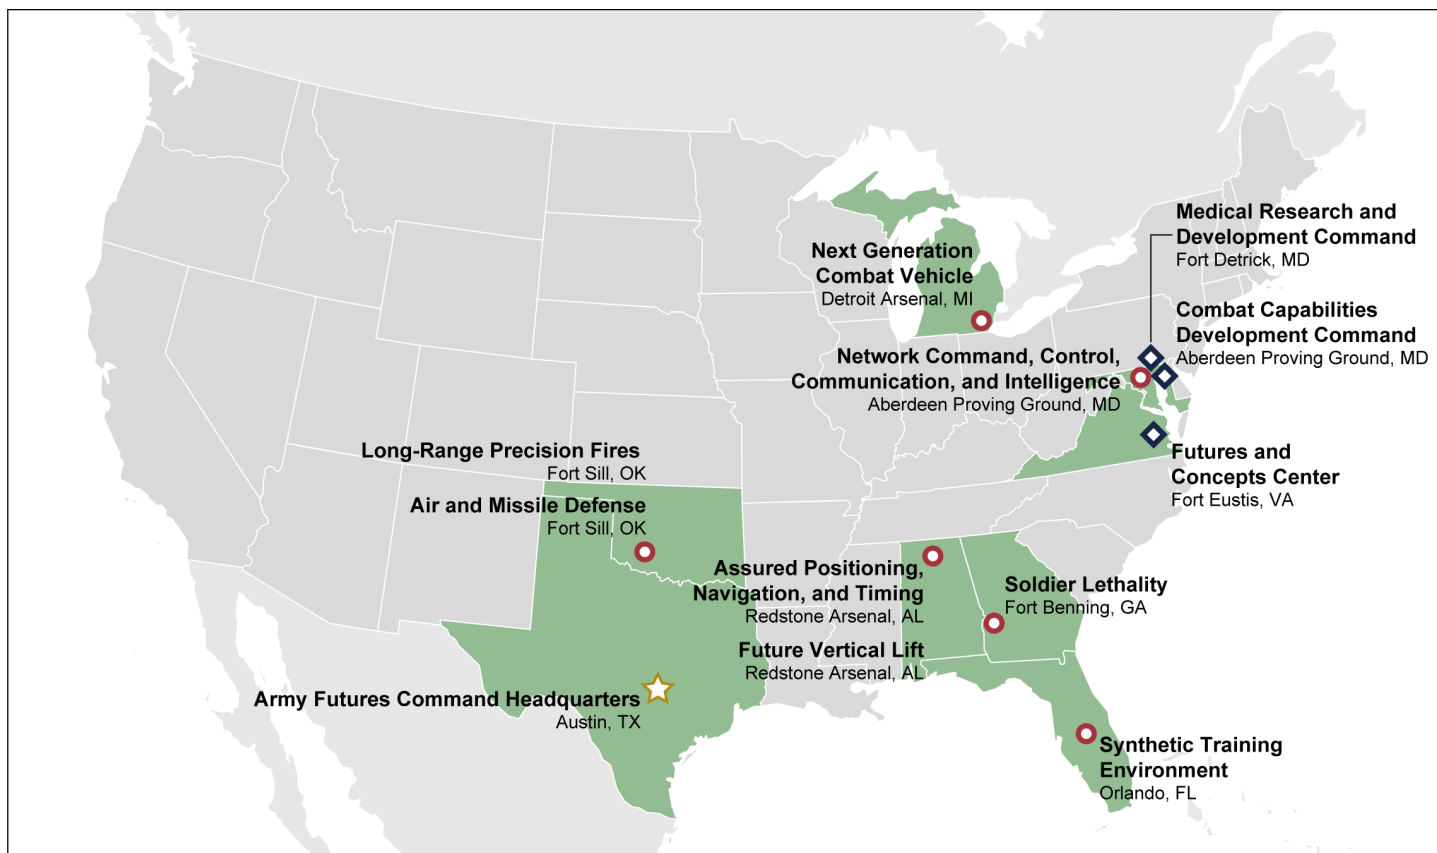 Medical Research and
Development Command
Fort Detrick, MD
Next Generation
Combat Vehicle
Detroit Arsenal, MI
Combat Capabilities
Development Command
Aberdeen Proving Ground, MD
Network Command, Control,
Communication, and Intelligence
Aberdeen Proving Ground, MD
Long-Range Precision Fires
Fort Sill, OK
Air and Missile Defense
Fort Sill, OK
Futures and
Concepts Center
Fort Eustis, VA
Assured Positioning,
Navigation, and Timing
Redstone Arsenal, AL
Future Vertical Lift
Redstone Arsenal, AL
Soldier Lethality
Fort Benning, GA
Army Futures Command Headquarters
Austin, TX
Synthetic Training
Environment
Orlando, FL